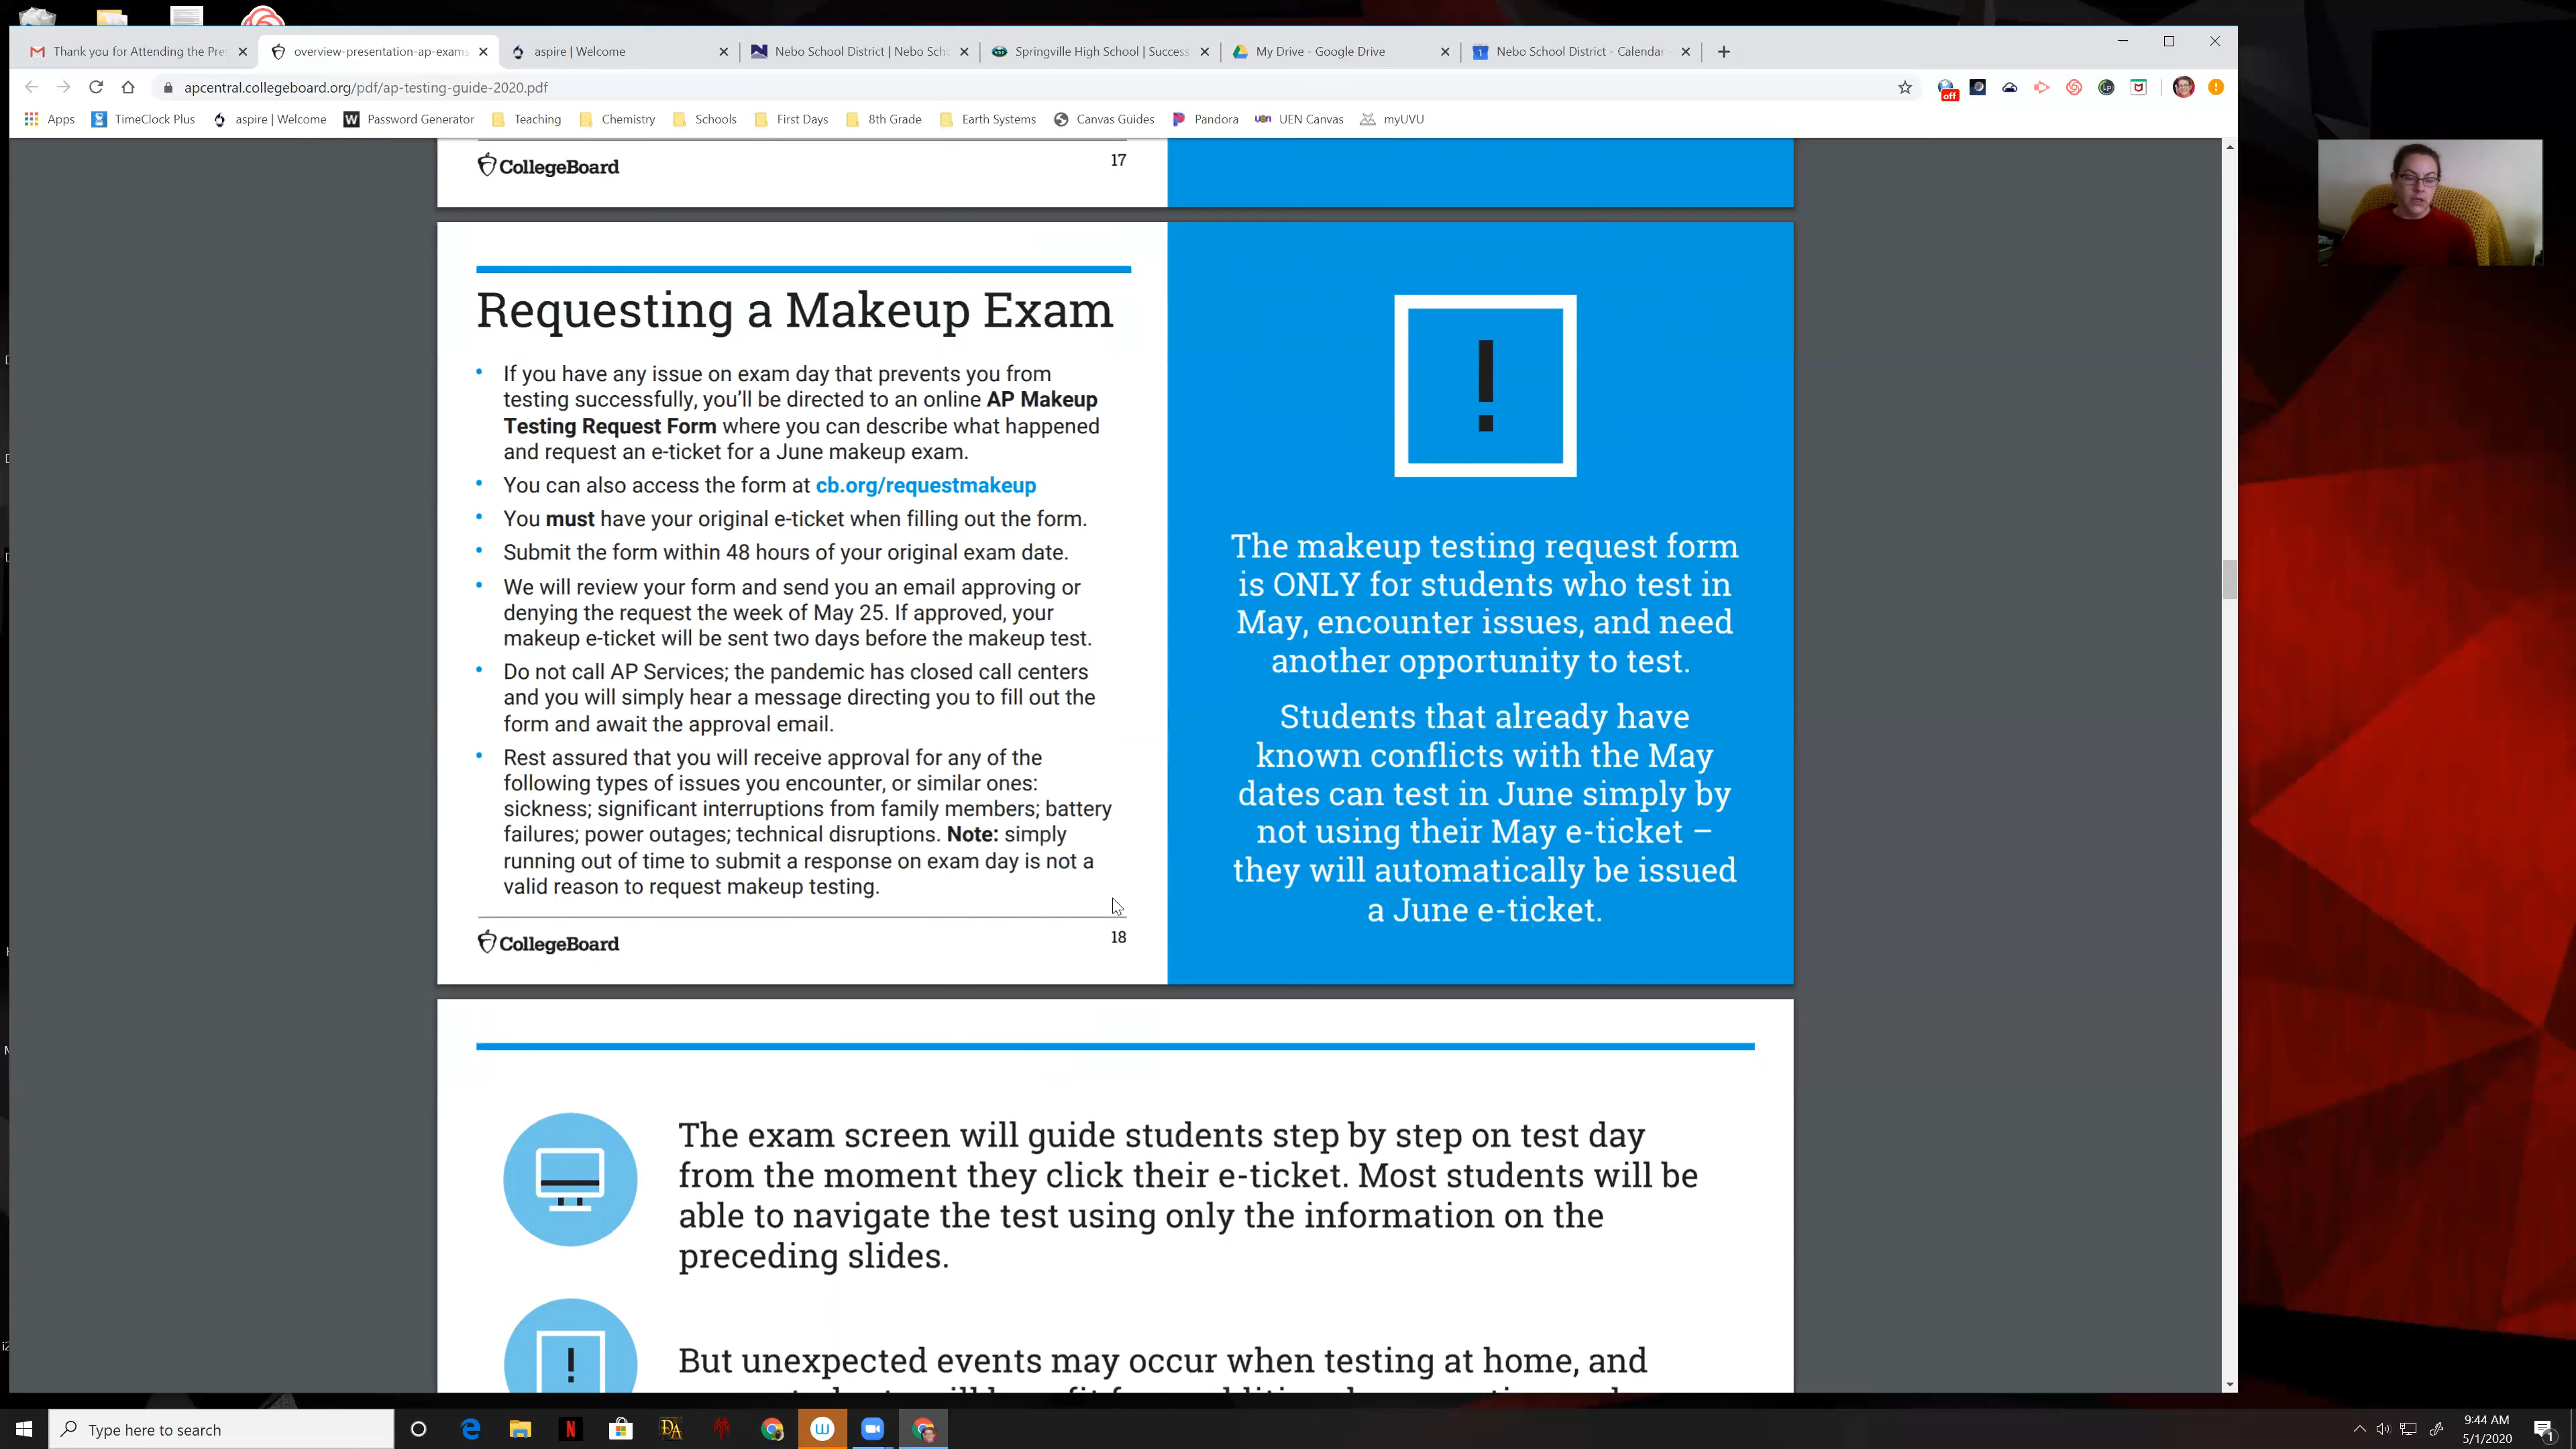 Thank you for Attending the Pre
overview-presentation-ap-exams
aspire | Welcome
Nebo School District | Nebo Sch
Springville High School | Success
My Drive - Google Drive
Nebo School District - Calendar
apcentral.collegeboard.org/pdf/ap-testing-guide-2020.pdf
off
Apps
TimeClock Plus
aspire | Welcome
Password Generator
Teaching
Chemistry
Schools
First Days
8th Grade
Earth Systems
Canvas Guides
Pandora
UEN Canvas
myUVU
CollegeBoard
17
Requesting a Makeup Exam
• If you have any issue on exam day that prevents you from
testing successfully, you'll be directed to an online AP Makeup
Testing Request Form where you can describe what happened
and request an e-ticket for a June makeup exam.
• You can also access the form at cb.org/requestmakeup
• You must have your original e-ticket when filling out the form.
• Submit the form within 48 hours of your original exam date.
• We will review your form and send you an email approving or
denying the request the week of May 25. If approved, your
makeup e-ticket will be sent two days before the makeup test.
• Do not call AP Services; the pandemic has closed call centers
and you will simply hear a message directing you to fill out the
form and await the approval email.
• Rest assured that you will receive approval for any of the
following types of issues you encounter, or similar ones:
sickness; significant interruptions from family members; battery
failures; power outages; technical disruptions. Note: simply
running out of time to submit a response on exam day is not a
valid reason to request makeup testing.
CollegeBoard
18
!
The makeup testing request form
is ONLY for students who test in
May, encounter issues, and need
another opportunity to test.
Students that already have
known conflicts with the May
dates can test in June simply by
not using their May e-ticket –
they will automatically be issued
a June e-ticket.
The exam screen will guide students step by step on test day
from the moment they click their e-ticket. Most students will be
able to navigate the test using only the information on the
preceding slides.
!
But unexpected events may occur when testing at home, and
Type here to search
9:44 AM
5/1/2020